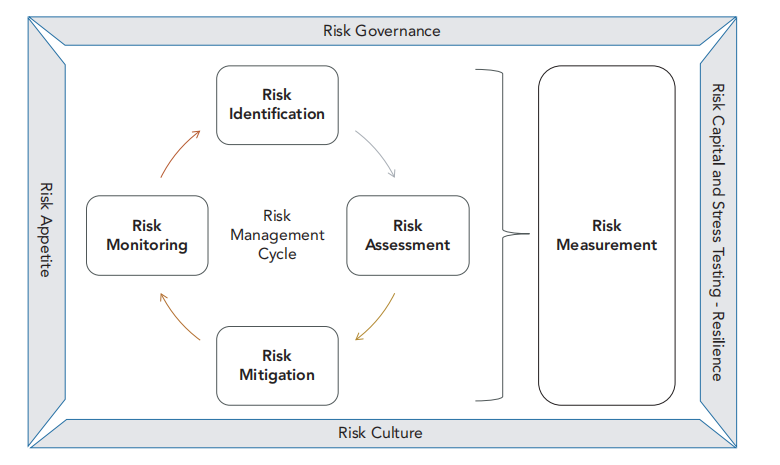 Risk Governance
Risk
Identification
Risk Appetite
Risk
Monitoring
Risk
Management
Cycle
Risk
Assessment
Risk
Mitigation
Risk
Measurement
Risk Capital and Stress Testing - Resilience
Risk Culture